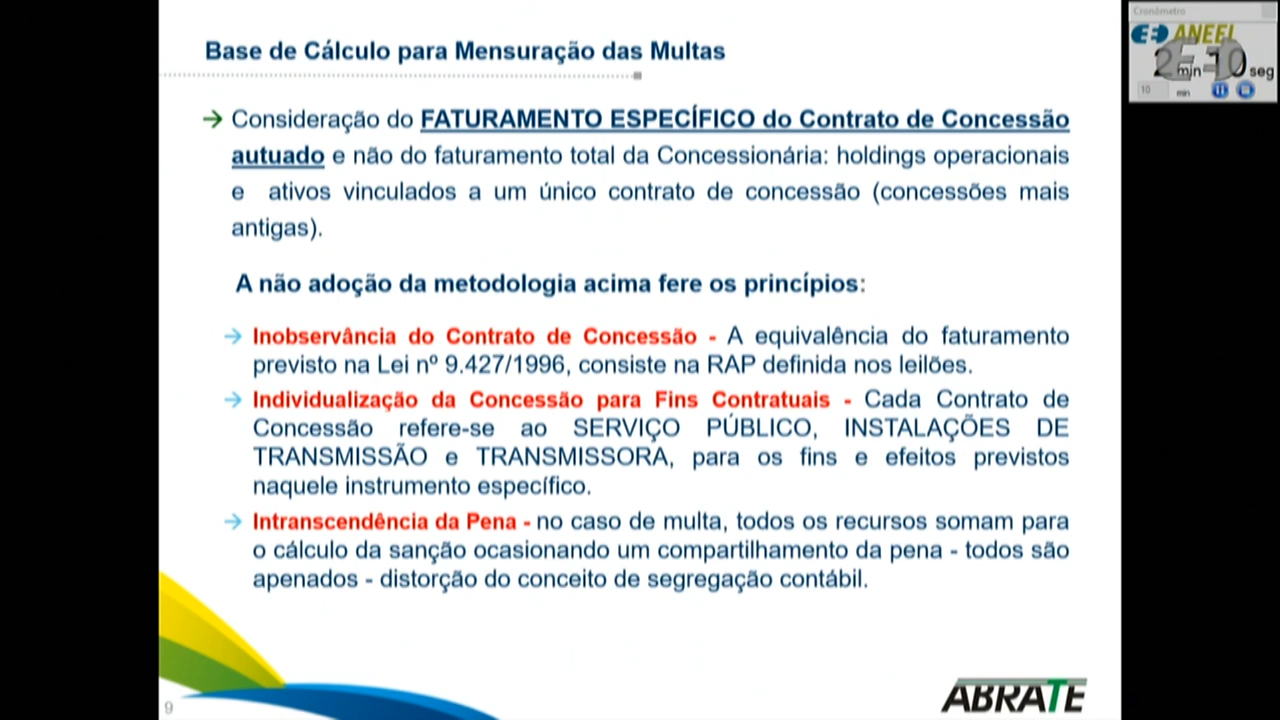 Base de Cálculo para Mensuração das Multas
Consideração do FATURAMENTO ESPECÍFICO do Contrato de Concessão
autuado e não do faturamento total da Concessionária: holdings operacionais
e ativos vinculados a um único contrato de concessão (concessões mais
antigas).
A não adoção da metodologia acima fere os princípios:
Inobservância do Contrato de Concessão - A equivalência do faturamento
previsto na Lei nº 9.427/1996, consiste na RAP definida nos leilões.
Individualização da Concessão para Fins Contratuais - Cada Contrato de
Concessão refere-se ao SERVIÇO PÚBLICO, INSTALAÇÕES DE
TRANSMISSÃO e TRANSMISSORA, para os fins e efeitos previstos
naquele instrumento específico.
Intranscendência da Pena - no caso de multa, todos os recursos somam para
o cálculo da sanção ocasionando um compartilhamento da pena - todos são
apenados - distorção do conceito de segregação contábil.
9
ABRATE
Cronômetro
ANEEL
2 min 10 seg
10 min